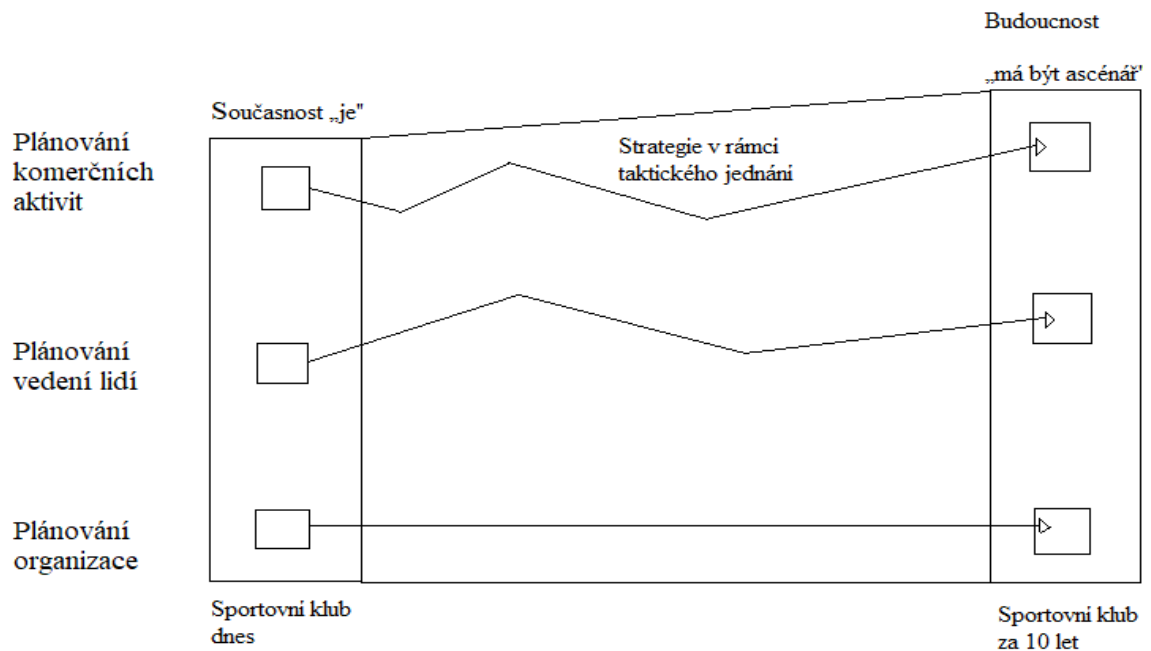 Budoucnost
„má být ascénář'
Současnost „je"
Plánování
komerčních
aktivit
Strategie v rámci
taktického jednání
Plánování
vedení lidí
Plánování
organizace
Sportovní klub
dnes
Sportovní klub
za 10 let